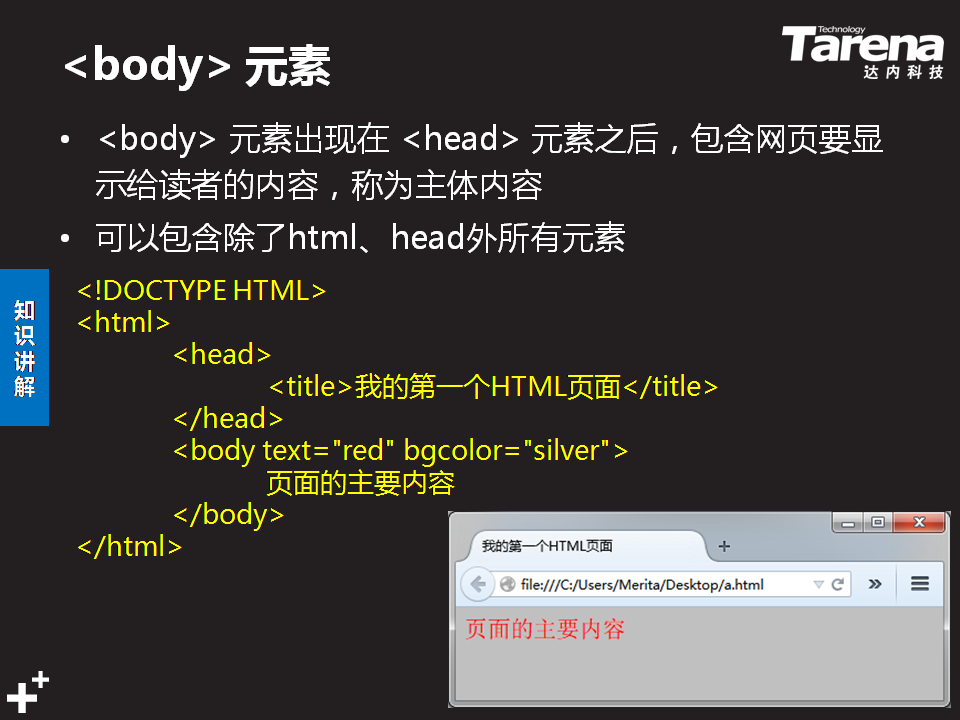 <body> 元素
Technology
Tarena
达内科技
• <body> 元素出现在 <head> 元素之后，包含网页要显
示给读者的内容，称为主体内容
• 可以包含除了html、head外所有元素
知识讲解
<!DOCTYPE HTML>
<html>
<head>
<title>我的第一个HTML页面</title>
</head>
<body text="red" bgcolor="silver">
页面的主要内容
</body>
</html>
我的第一个HTML页面
file:///C:/Users/Merita/Desktop/a.html
页面的主要内容